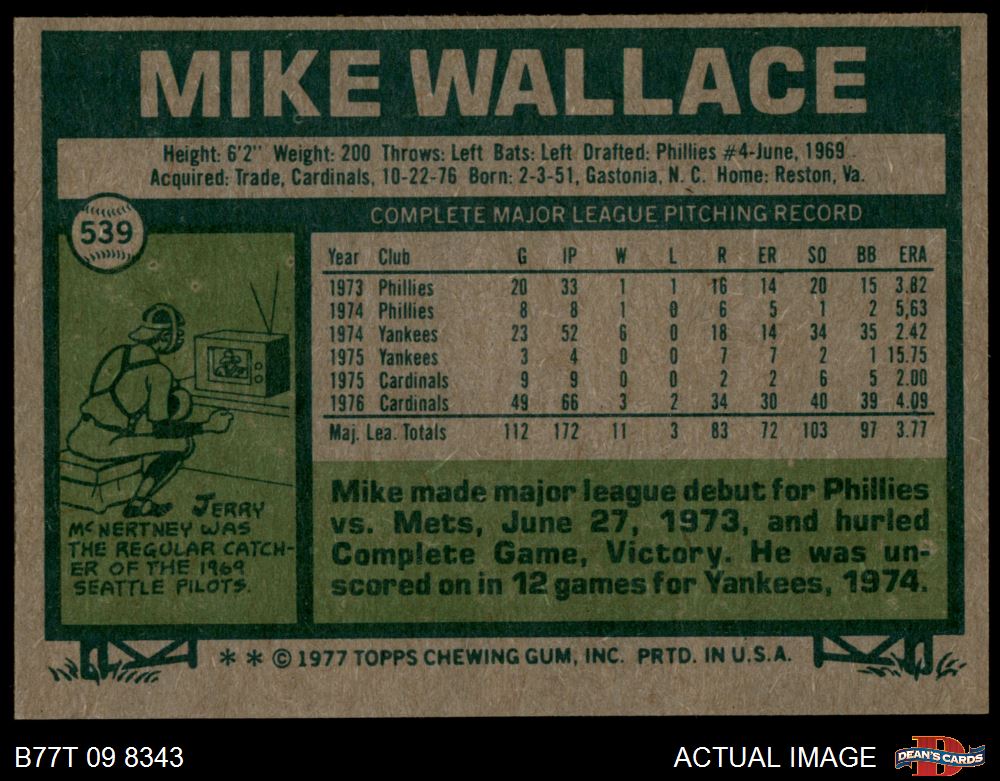 MIKE WALLACE
Height: 6'2" Weight: 200 Throws: Left Bats: Left Drafted: Phillies #4-June, 1969
Acquired: Trade, Cardinals, 10-22-76 Born: 2-3-51, Gastonia, N. C. Home: Reston, Va.
539
COMPLETE MAJOR LEAGUE PITCHING RECORD
Year Club G IP W L R ER SO BB ERA
1973 Phillies 20 33 1 1 16 14 20 15 3.82
1974 Phillies 8 8 1 0 6 5 1 2 5,63
1974 Yankees 23 52 6 0 18 14 34 35 2.42
1975 Yankees 3 4 0 0 7 7 2 1 15.75
1975 Cardinals 9 9 0 0 2 2 6 5 2.00
1976 Cardinals 49 66 3 2 34 30 40 39 4.09
Maj. Lea. Totals 112 172 11 3 83 72 103 97 3.77
JERRY
McNERTNEY WAS
THE REGULAR CATCH-
ER OF THE 1969
SEATTLE PILOTS.
Mike made major league debut for Phillies
vs. Mets, June 27, 1973, and hurled
Complete Game, Victory. He was un-
scored on in 12 games for Yankees, 1974.
* * © 1977 TOPPS CHEWING GUM, INC. PRTD. IN U.S.A.
B77T 09 8343
ACTUAL IMAGE
DEAN'S CARDS